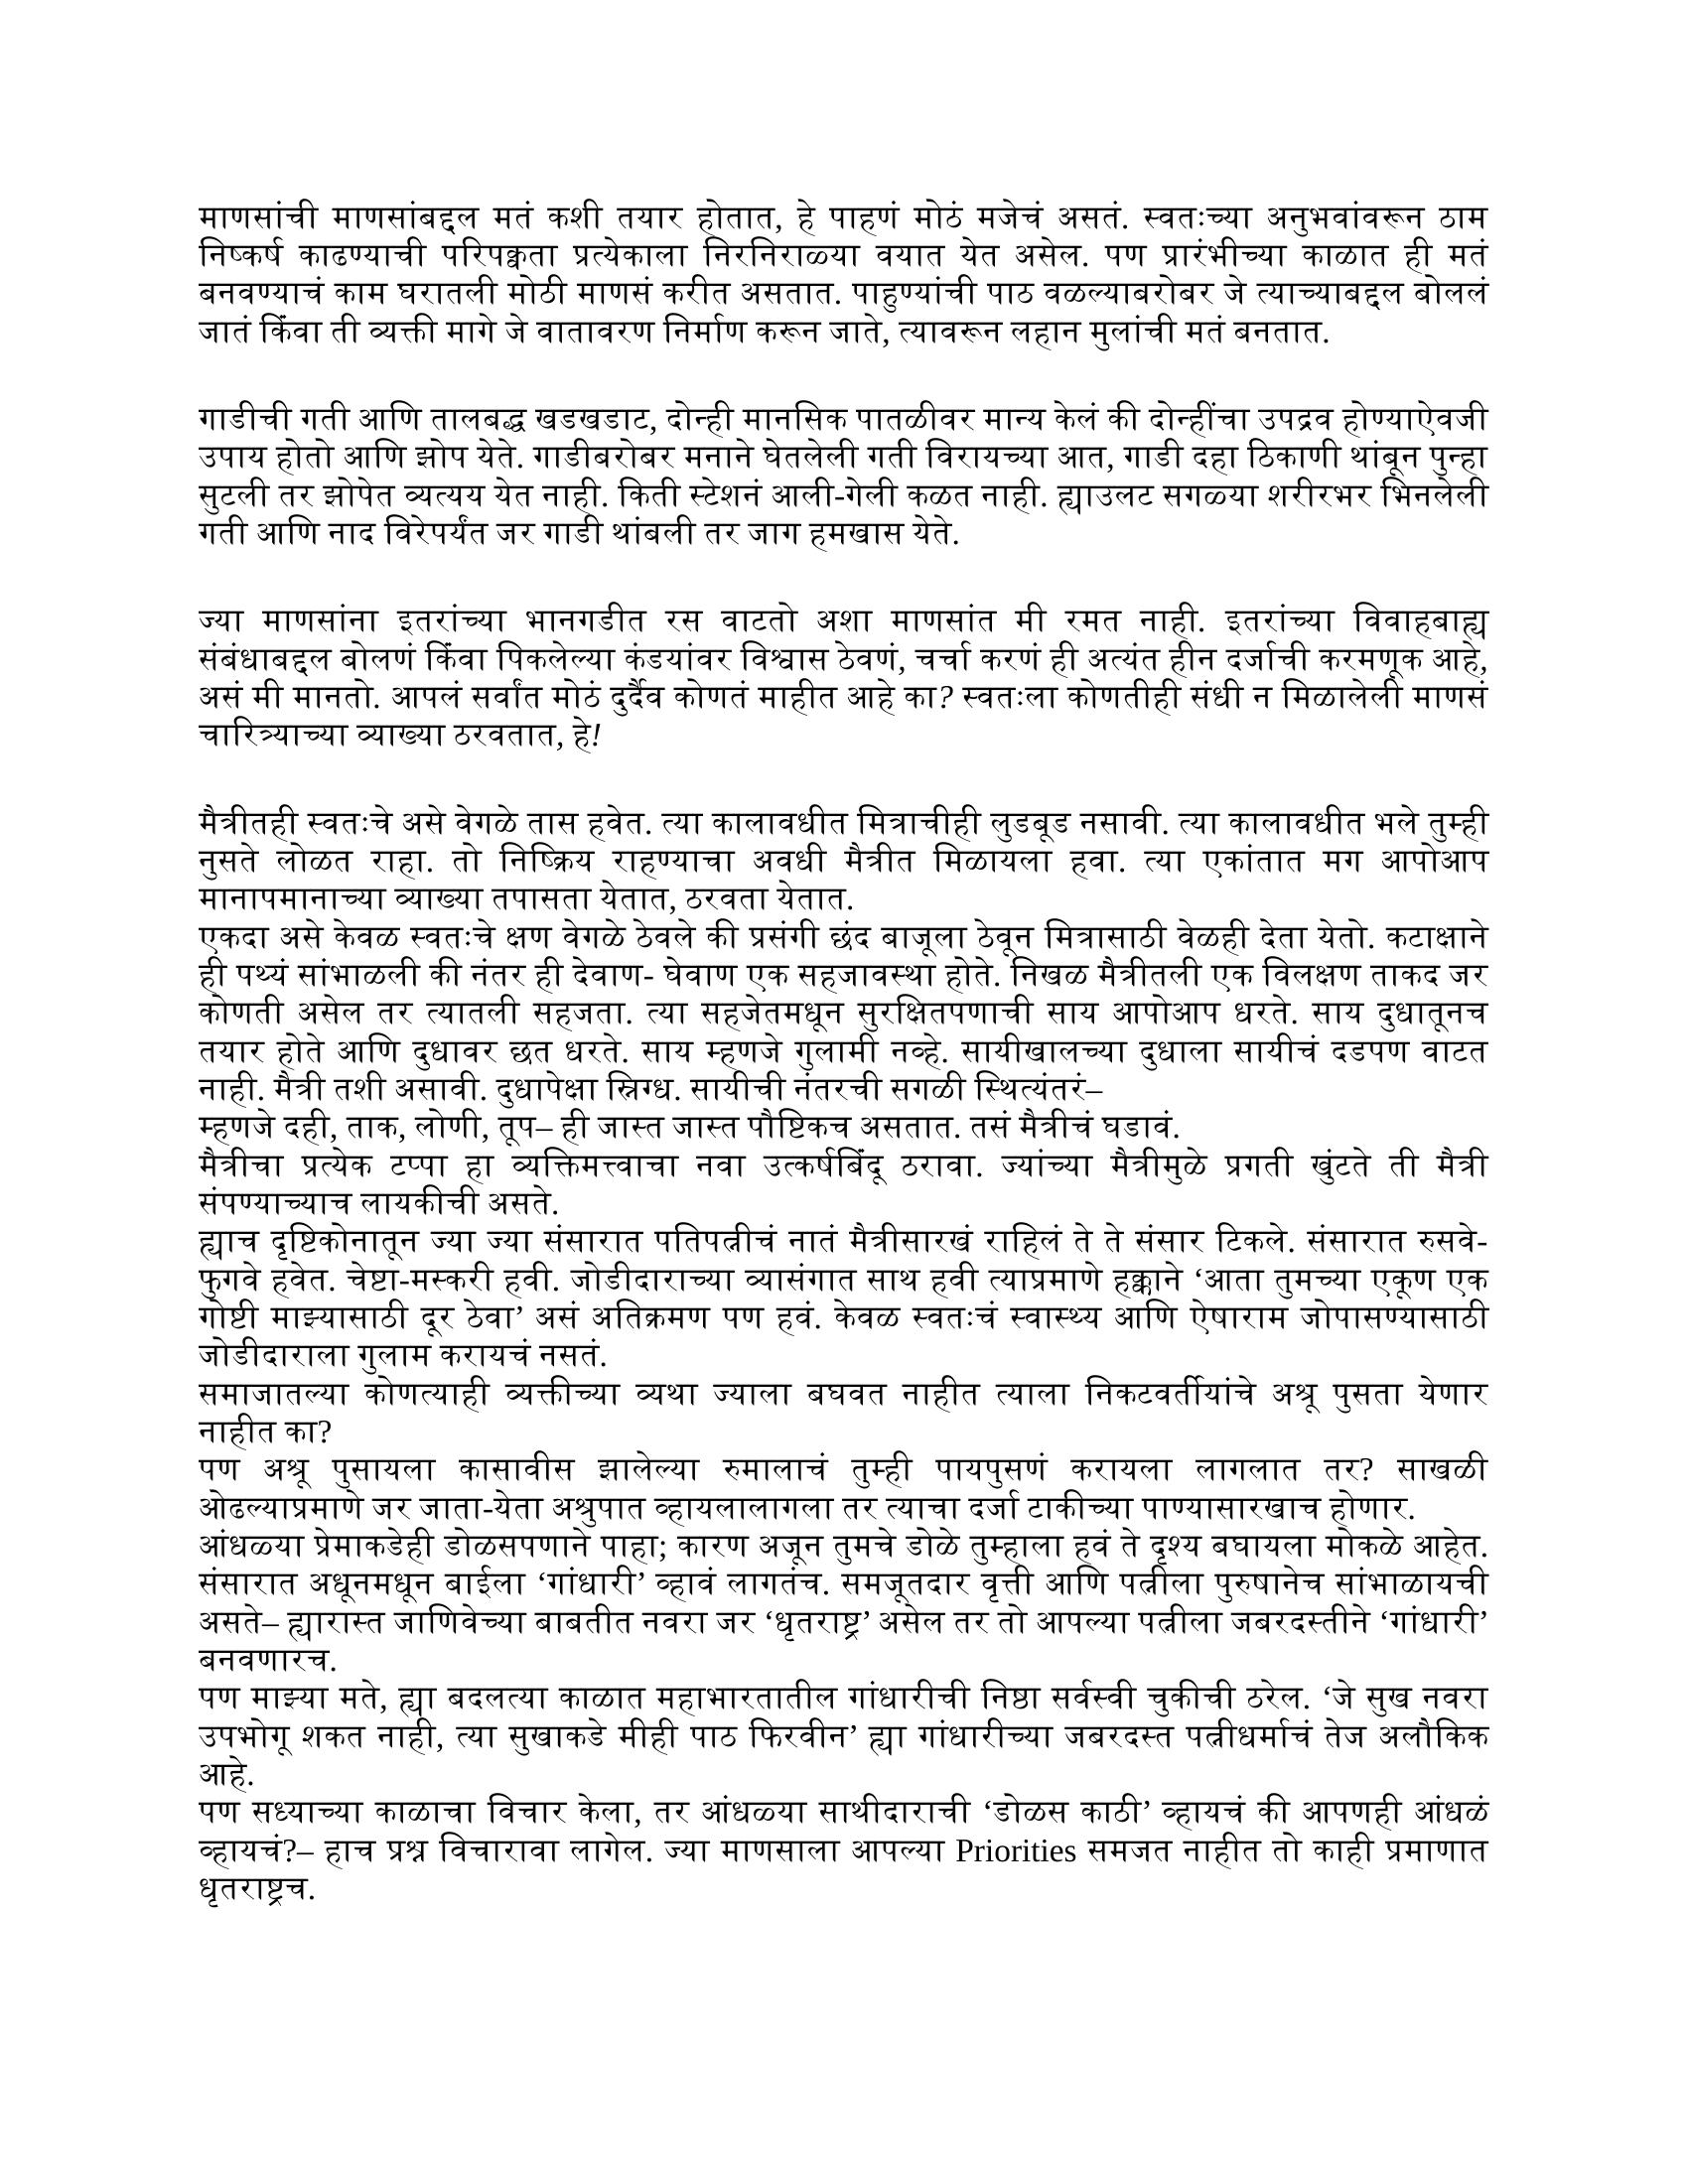 माणसांची माणसांबद्दल मतं कशी तयार होतात, हे पाहणं मोठं मजेचं असतं. स्वतःच्या अनुभवांवरून ठाम
निष्कर्ष काढण्याची परिपक्वता प्रत्येकाला निरनिराळ्या वयात येत असेल. पण प्रारंभीच्या काळात ही मतं
बनवण्याचं काम घरातली मोठी माणसं करीत असतात. पाहुण्यांची पाठ वळल्याबरोबर जे त्याच्याबद्दल बोललं
जातं किंवा ती व्यक्ती मागे जे वातावरण निर्माण करून जाते, त्यावरून लहान मुलांची मतं बनतात.
गाडीची गती आणि तालबद्ध खडखडाट, दोन्ही मानसिक पातळीवर मान्य केलं की दोन्हींचा उपद्रव होण्याऐवजी
उपाय होतो आणि झोप येते. गाडीबरोबर मनाने घेतलेली गती विरायच्या आत, गाडी दहा ठिकाणी थांबून पुन्हा
सुटली तर झोपेत व्यत्यय येत नाही. किती स्टेशनं आली-गेली कळत नाही. ह्याउलट सगळ्या शरीरभर भिनलेली
गती आणि नाद विरेपर्यंत जर गाडी थांबली तर जाग हमखास येते.
ज्या माणसांना इतरांच्या भानगडीत रस वाटतो अशा माणसांत मी रमत नाही. इतरांच्या विवाहबाह्य
संबंधाबद्दल बोलणं किंवा पिकलेल्या कंडयांवर विश्वास ठेवणं, चर्चा करणं ही अत्यंत हीन दर्जाची करमणूक आहे,
असं मी मानतो. आपलं सर्वांत मोठं दुर्दैव कोणतं माहीत आहे का? स्वतःला कोणतीही संधी न मिळालेली माणसं
चारित्र्याच्या व्याख्या ठरवतात, हे!
मैत्रीतही स्वतःचे असे वेगळे तास हवेत. त्या कालावधीत मित्राचीही लुडबूड नसावी. त्या कालावधीत भले तुम्ही
नुसते लोळत राहा. तो निष्क्रिय राहण्याचा अवधी मैत्रीत मिळायला हवा. त्या एकांतात मग आपोआप
मानापमानाच्या व्याख्या तपासता येतात, ठरवता येतात.
एकदा असे केवळ स्वतःचे क्षण वेगळे ठेवले की प्रसंगी छंद बाजूला ठेवून मित्रासाठी वेळही देता येतो. कटाक्षाने
ही पथ्यं सांभाळली की नंतर ही देवाण- घेवाण एक सहजावस्था होते. निखळ मैत्रीतली एक विलक्षण ताकद जर
कोणती असेल तर त्यातली सहजता. त्या सहजेतमधून सुरक्षितपणाची साय आपोआप धरते. साय दुधातूनच
तयार होते आणि दुधावर छत धरते. साय म्हणजे गुलामी नव्हे. सायीखालच्या दुधाला सायीचं दडपण वाटत
नाही. मैत्री तशी असावी. दुधापेक्षा स्निग्ध. सायीची नंतरची सगळी स्थित्यंतरं–
म्हणजे दही, ताक, लोणी, तूप– ही जास्त जास्त पौष्टिकच असतात. तसं मैत्रीचं घडावं.
मैत्रीचा प्रत्येक टप्पा हा व्यक्तिमत्त्वाचा नवा उत्कर्षबिंदू ठरावा. ज्यांच्या मैत्रीमुळे प्रगती खुंटते ती मैत्री
संपण्याच्याच लायकीची असते.
ह्याच दृष्टिकोनातून ज्या ज्या संसारात पतिपत्नीचं नातं मैत्रीसारखं राहिलं ते ते संसार टिकले. संसारात रुसवे-
फुगवे हवेत. चेष्टा-मस्करी हवी. जोडीदाराच्या व्यासंगात साथ हवी त्याप्रमाणे हक्काने ‘आता तुमच्या एकूण एक
गोष्टी माझ्यासाठी दूर ठेवा’ असं अतिक्रमण पण हवं. केवळ स्वतःचं स्वास्थ्य आणि ऐषाराम जोपासण्यासाठी
जोडीदाराला गुलाम करायचं नसतं.
समाजातल्या कोणत्याही व्यक्तीच्या व्यथा ज्याला बघवत नाहीत त्याला निकटवर्तीयांचे अश्रू पुसता येणार
नाहीत का?
पण अश्रू पुसायला कासावीस झालेल्या रुमालाचं तुम्ही पायपुसणं करायला लागलात तर? साखळी
ओढल्याप्रमाणे जर जाता-येता अश्रुपात व्हायलालागला तर त्याचा दर्जा टाकीच्या पाण्यासारखाच होणार.
आंधळ्या प्रेमाकडेही डोळसपणाने पाहा; कारण अजून तुमचे डोळे तुम्हाला हवं ते दृश्य बघायला मोकळे आहेत.
संसारात अधूनमधून बाईला ‘गांधारी’ व्हावं लागतंच. समजूतदार वृत्ती आणि पत्नीला पुरुषानेच सांभाळायची
असते– ह्यारास्त जाणिवेच्या बाबतीत नवरा जर ‘धृतराष्ट्र’ असेल तर तो आपल्या पत्नीला जबरदस्तीने ‘गांधारी’
बनवणारच.
पण माझ्या मते, ह्या बदलत्या काळात महाभारतातील गांधारीची निष्ठा सर्वस्वी चुकीची ठरेल. ‘जे सुख नवरा
उपभोगू शकत नाही, त्या सुखाकडे मीही पाठ फिरवीन’ ह्या गांधारीच्या जबरदस्त पत्नीधर्माचं तेज अलौकिक
आहे.
पण सध्याच्या काळाचा विचार केला, तर आंधळ्या साथीदाराची ‘डोळस काठी’ व्हायचं की आपणही आंधळं
व्हायचं?– हाच प्रश्न विचारावा लागेल. ज्या माणसाला आपल्या Priorities समजत नाहीत तो काही प्रमाणात
धृतराष्ट्रच.